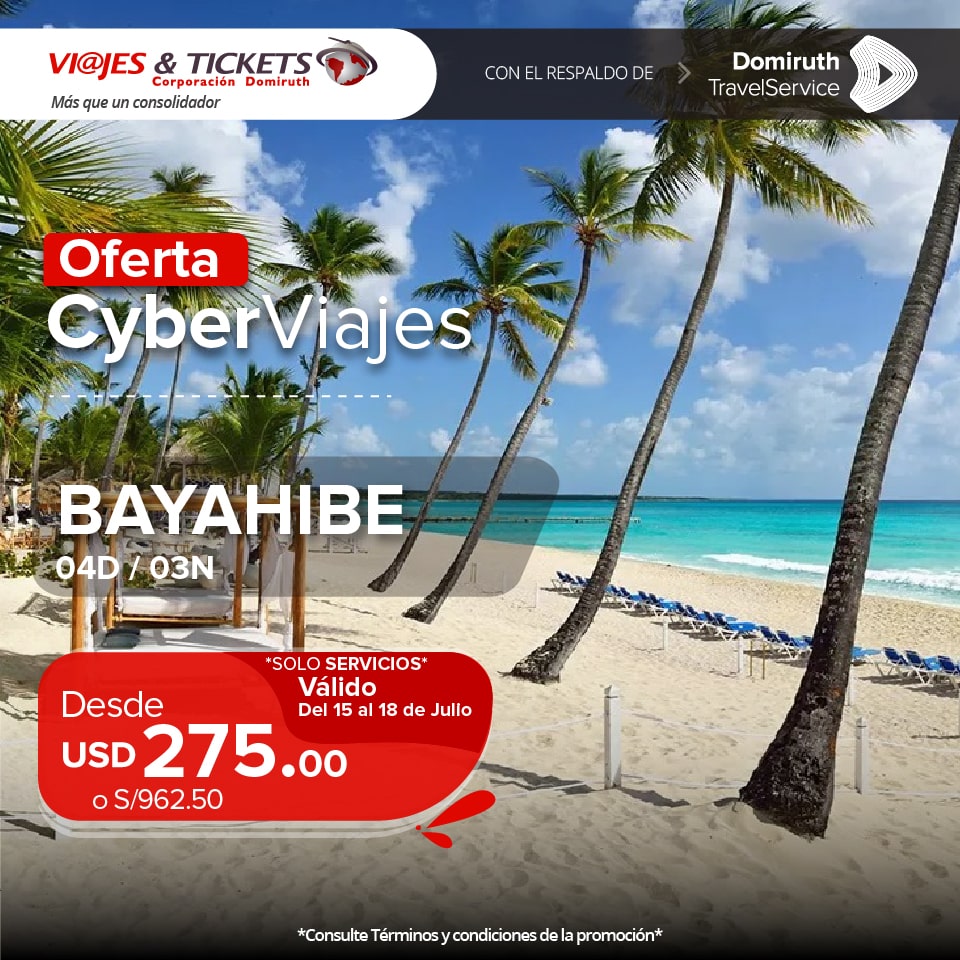 VI@JES & TICKETS
Corporación Domiruth
Más que un consolidador
CON EL RESPALDO DE
Domiruth
TravelService
Oferta
CyberViajes
BAYAHIBE
04D / 03N
*SOLO SERVICIOS*
Válido
Del 15 al 18 de Julio
Desde
USD 275.00
o S/962.50
*Consulte Términos y condiciones de la promoción*